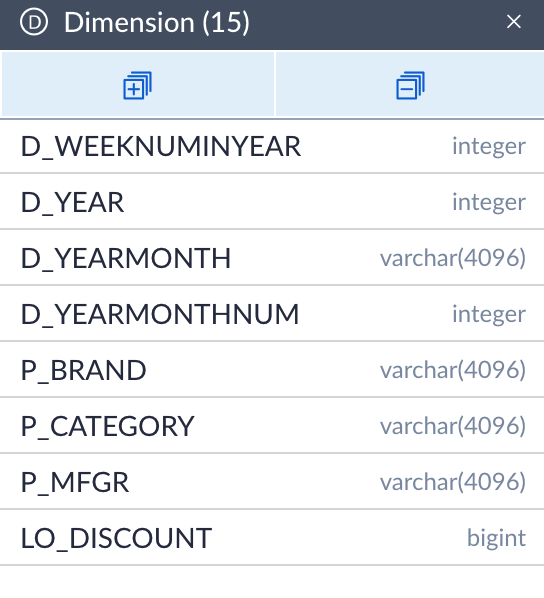 D Dimension (15)
D_WEEKNUMINYEAR integer
D_YEAR integer
D_YEARMONTH varchar(4096)
D_YEARMONTHNUM integer
P_BRAND varchar(4096)
P_CATEGORY varchar(4096)
P_MFGR varchar(4096)
LO_DISCOUNT bigint